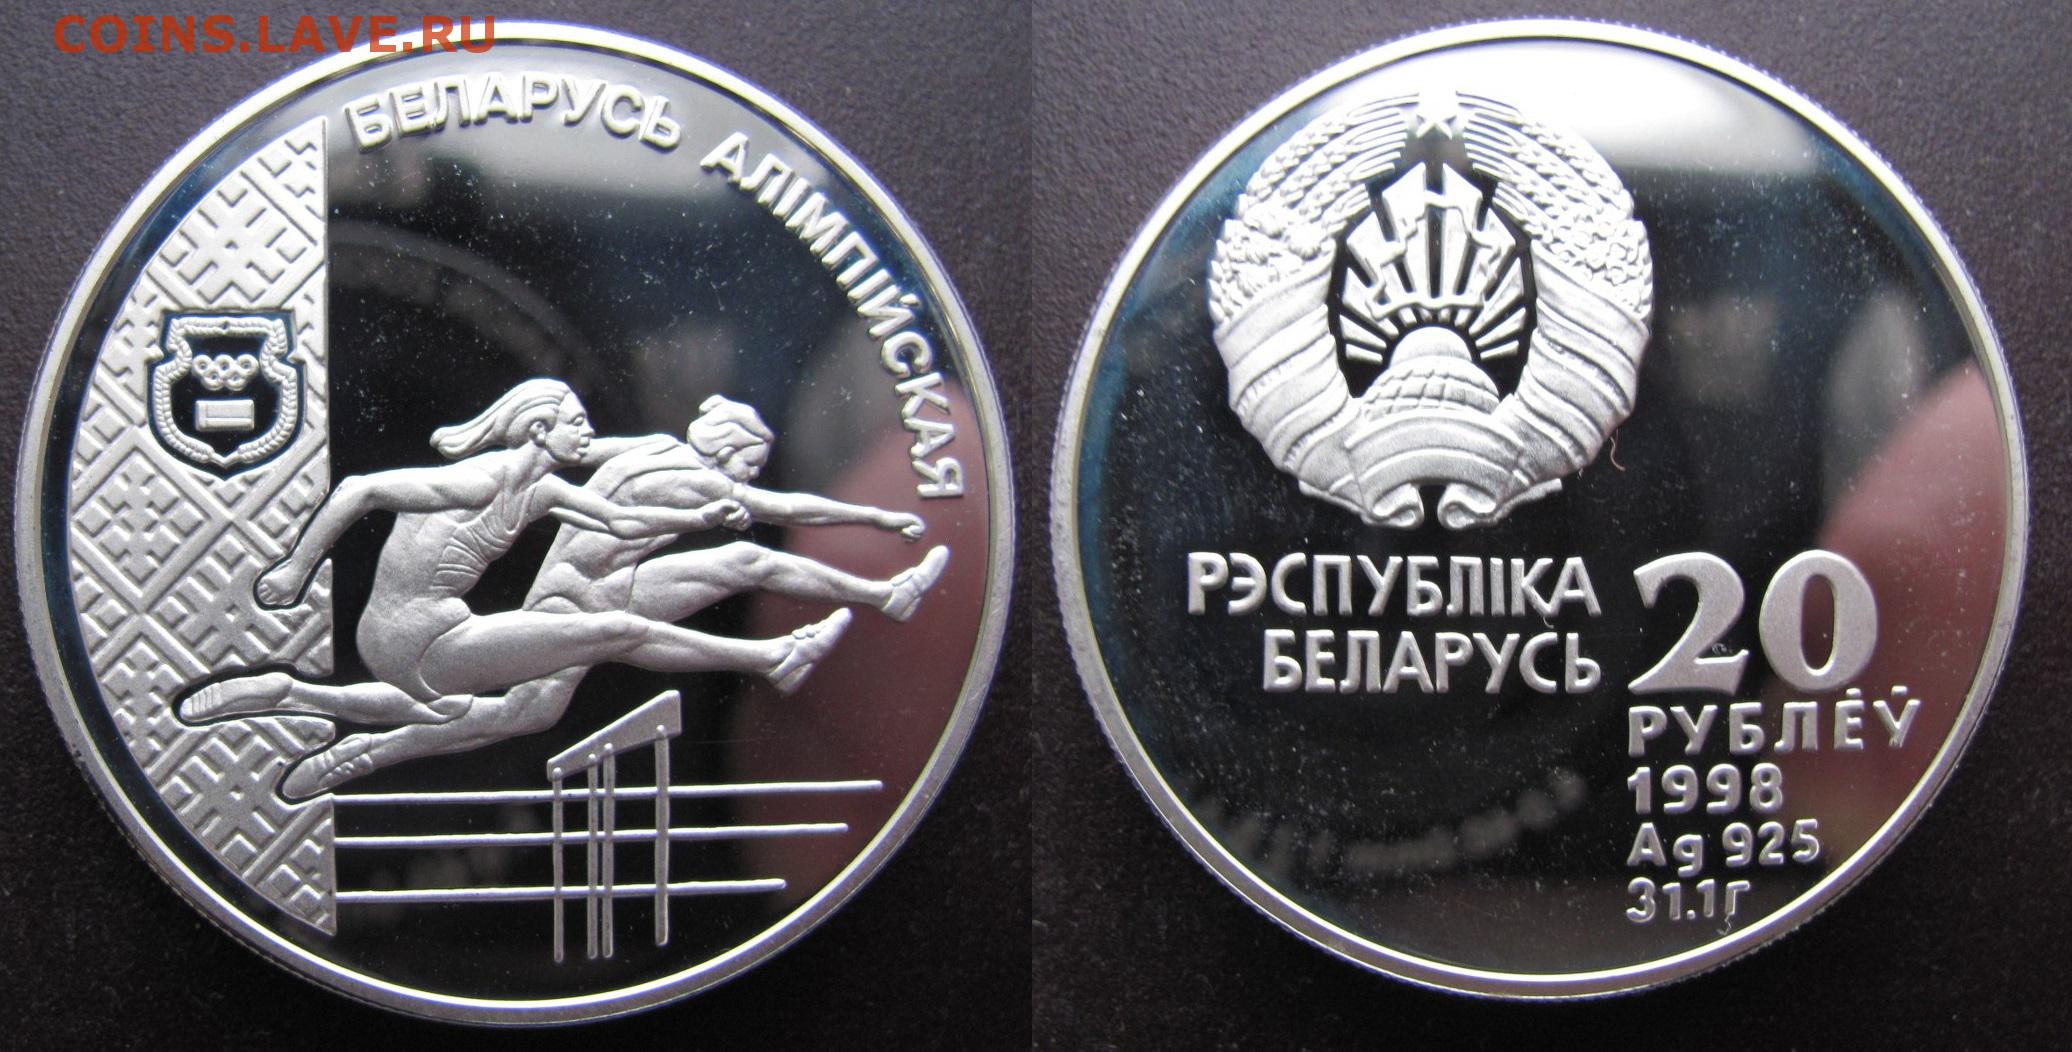 COINS.LAVE.RU
БЕЛАРУСЬ АЛІМПІЙСКАЯ
РЭСПУБЛІКА
БЕЛАРУСЬ
20
РУБЛЁЎ
1998
Ag 925
31.1г